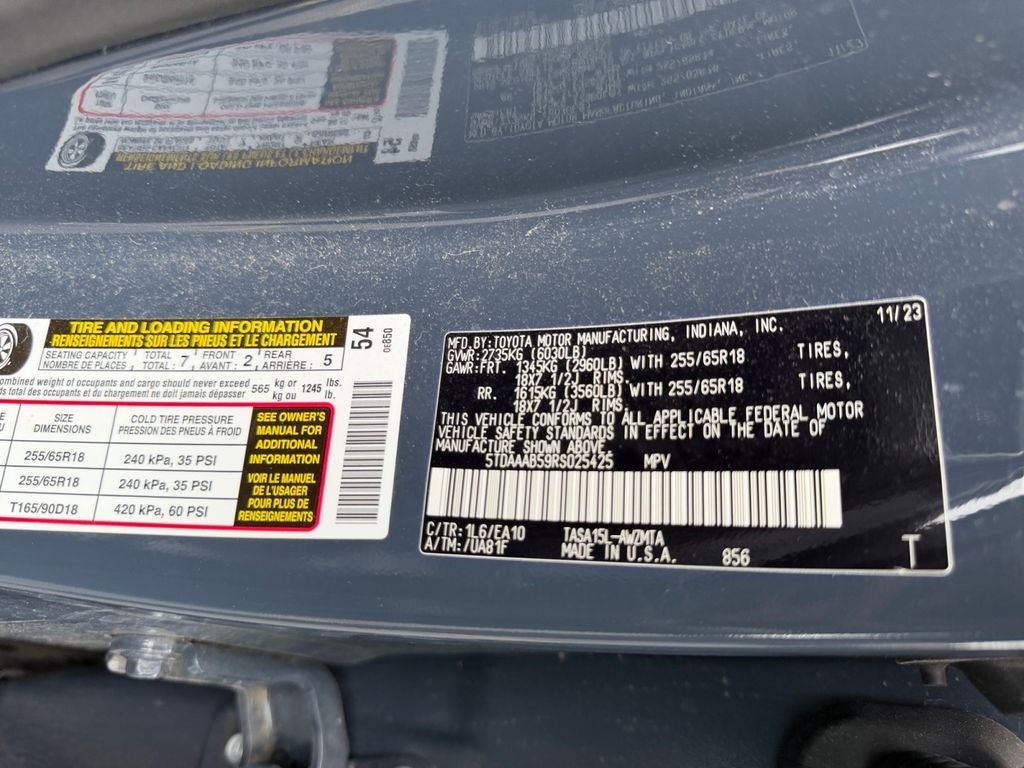 TIRE AND LOADING INFORMATION
RENSEIGNEMENTS SUR LES PNEUS ET LE CHARGEMENT
SEATING CAPACITY TOTAL: 7 FRONT: 2 REAR 5
NOMBRE DE PLACES TOTAL: AVANT: ARRIÈRE:
combined weight of occupants and cargo should never exceed 565 kg or 1245 lbs.
total des occupants et du chargement ne doit jamais dépasser kg ou lb.
SIZE COLD TIRE PRESSURE
DIMENSIONS PRESSION DES PNEUS À FROID
255/65R18 240 kPa, 35 PSI
255/65R18 240 kPa, 35 PSI
T165/90D18 420 kPa, 60 PSI
SEE OWNER'S
MANUAL FOR
ADDITIONAL
INFORMATION
VOIR LE MANUEL
DE L'USAGER
POUR PLUS DE
RENSEIGNEMENTS
54
0E850
11/23
MFD.BY:TOYOTA MOTOR MANUFACTURING, INDIANA, INC.
GVWR:2735KG (6030LB)
GAWR:FRT. 1345KG (2960LB) WITH 255/65R18 TIRES,
18X7 1/2J RIMS
RR. 1615KG (3560LB) WITH 255/65R18 TIRES,
18X7 1/2J RIMS
THIS VEHICLE CONFORMS TO ALL APPLICABLE FEDERAL MOTOR
VEHICLE SAFETY STANDARDS IN EFFECT ON THE DATE OF
MANUFACTURE SHOWN ABOVE.
5TDAAAB59RS025425 MPV
C/TR:1L6/EA10 TASA15L-AWZMTA
A/TM:/UA81F MADE IN U.S.A. 856 T